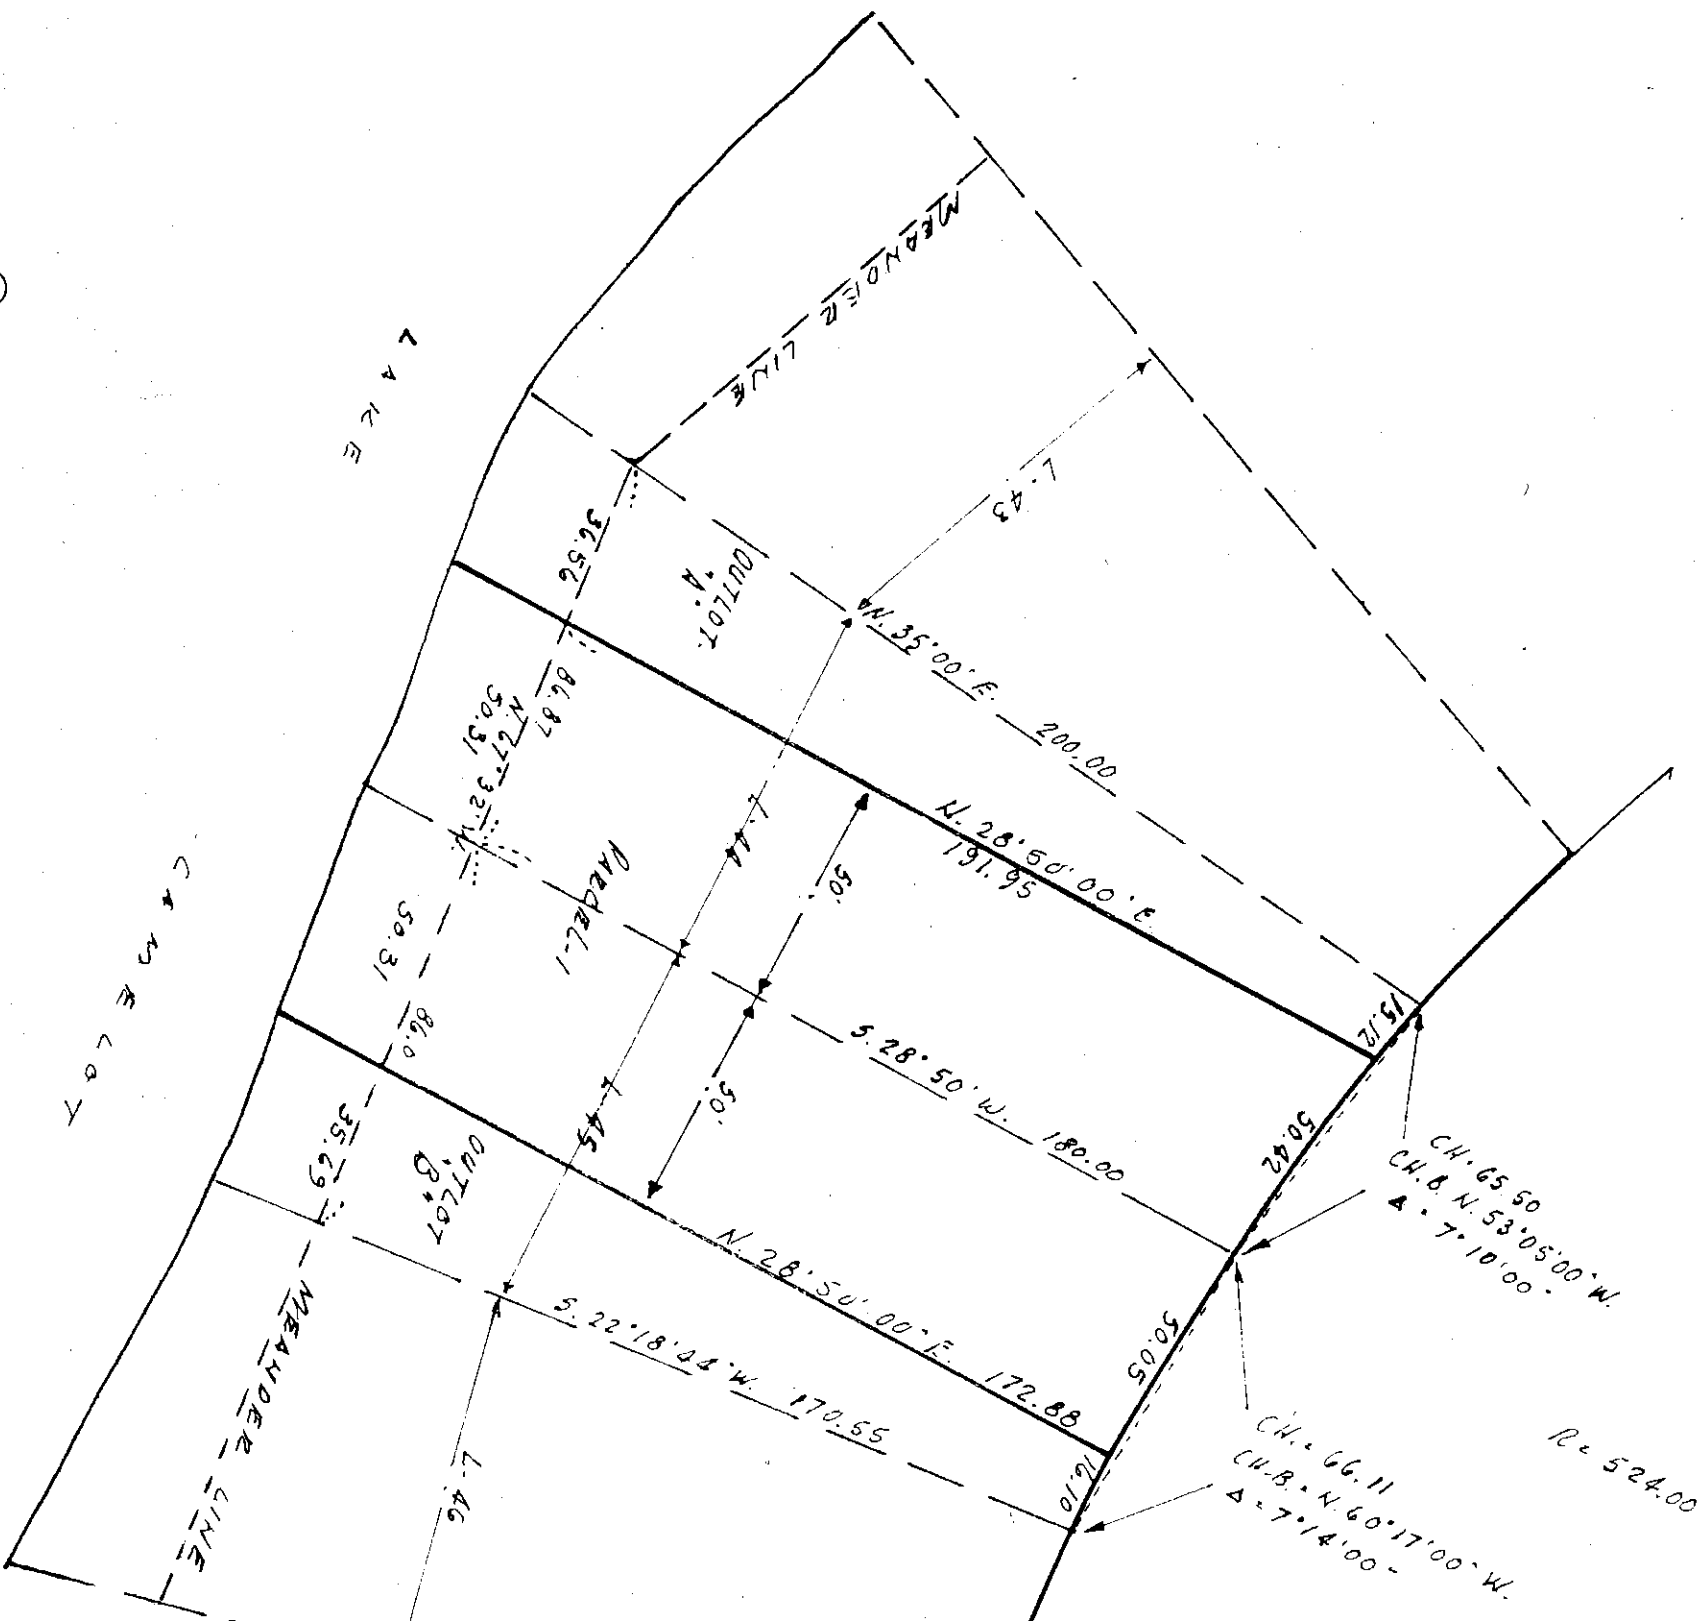 MEANDER LINE
LAKE
CAMELOT
L-43
36.56
OUTLOT
"A"
N. 35°00' E. 200.00
86.87
N. 67°32' W.
50.31
L-44
N. 28°50'00" E.
191.95
50'
PARCEL-1
50.31
86.0
S. 28°50' W. 180.00
50'
L-45
15.12
50.42
CH. 65.50
CH.B. N. 53°05'00" W.
Δ = 7°10'00"
35.69
OUTLOT
"B"
N. 28°50'00" E. 172.88
S. 22°18'44" W. 170.55
50.05
16.10
CH. = 66.11
CH.B. = N. 60°17'00" W.
Δ = 7°14'00"
R = 524.00
L-46
MEANDER LINE